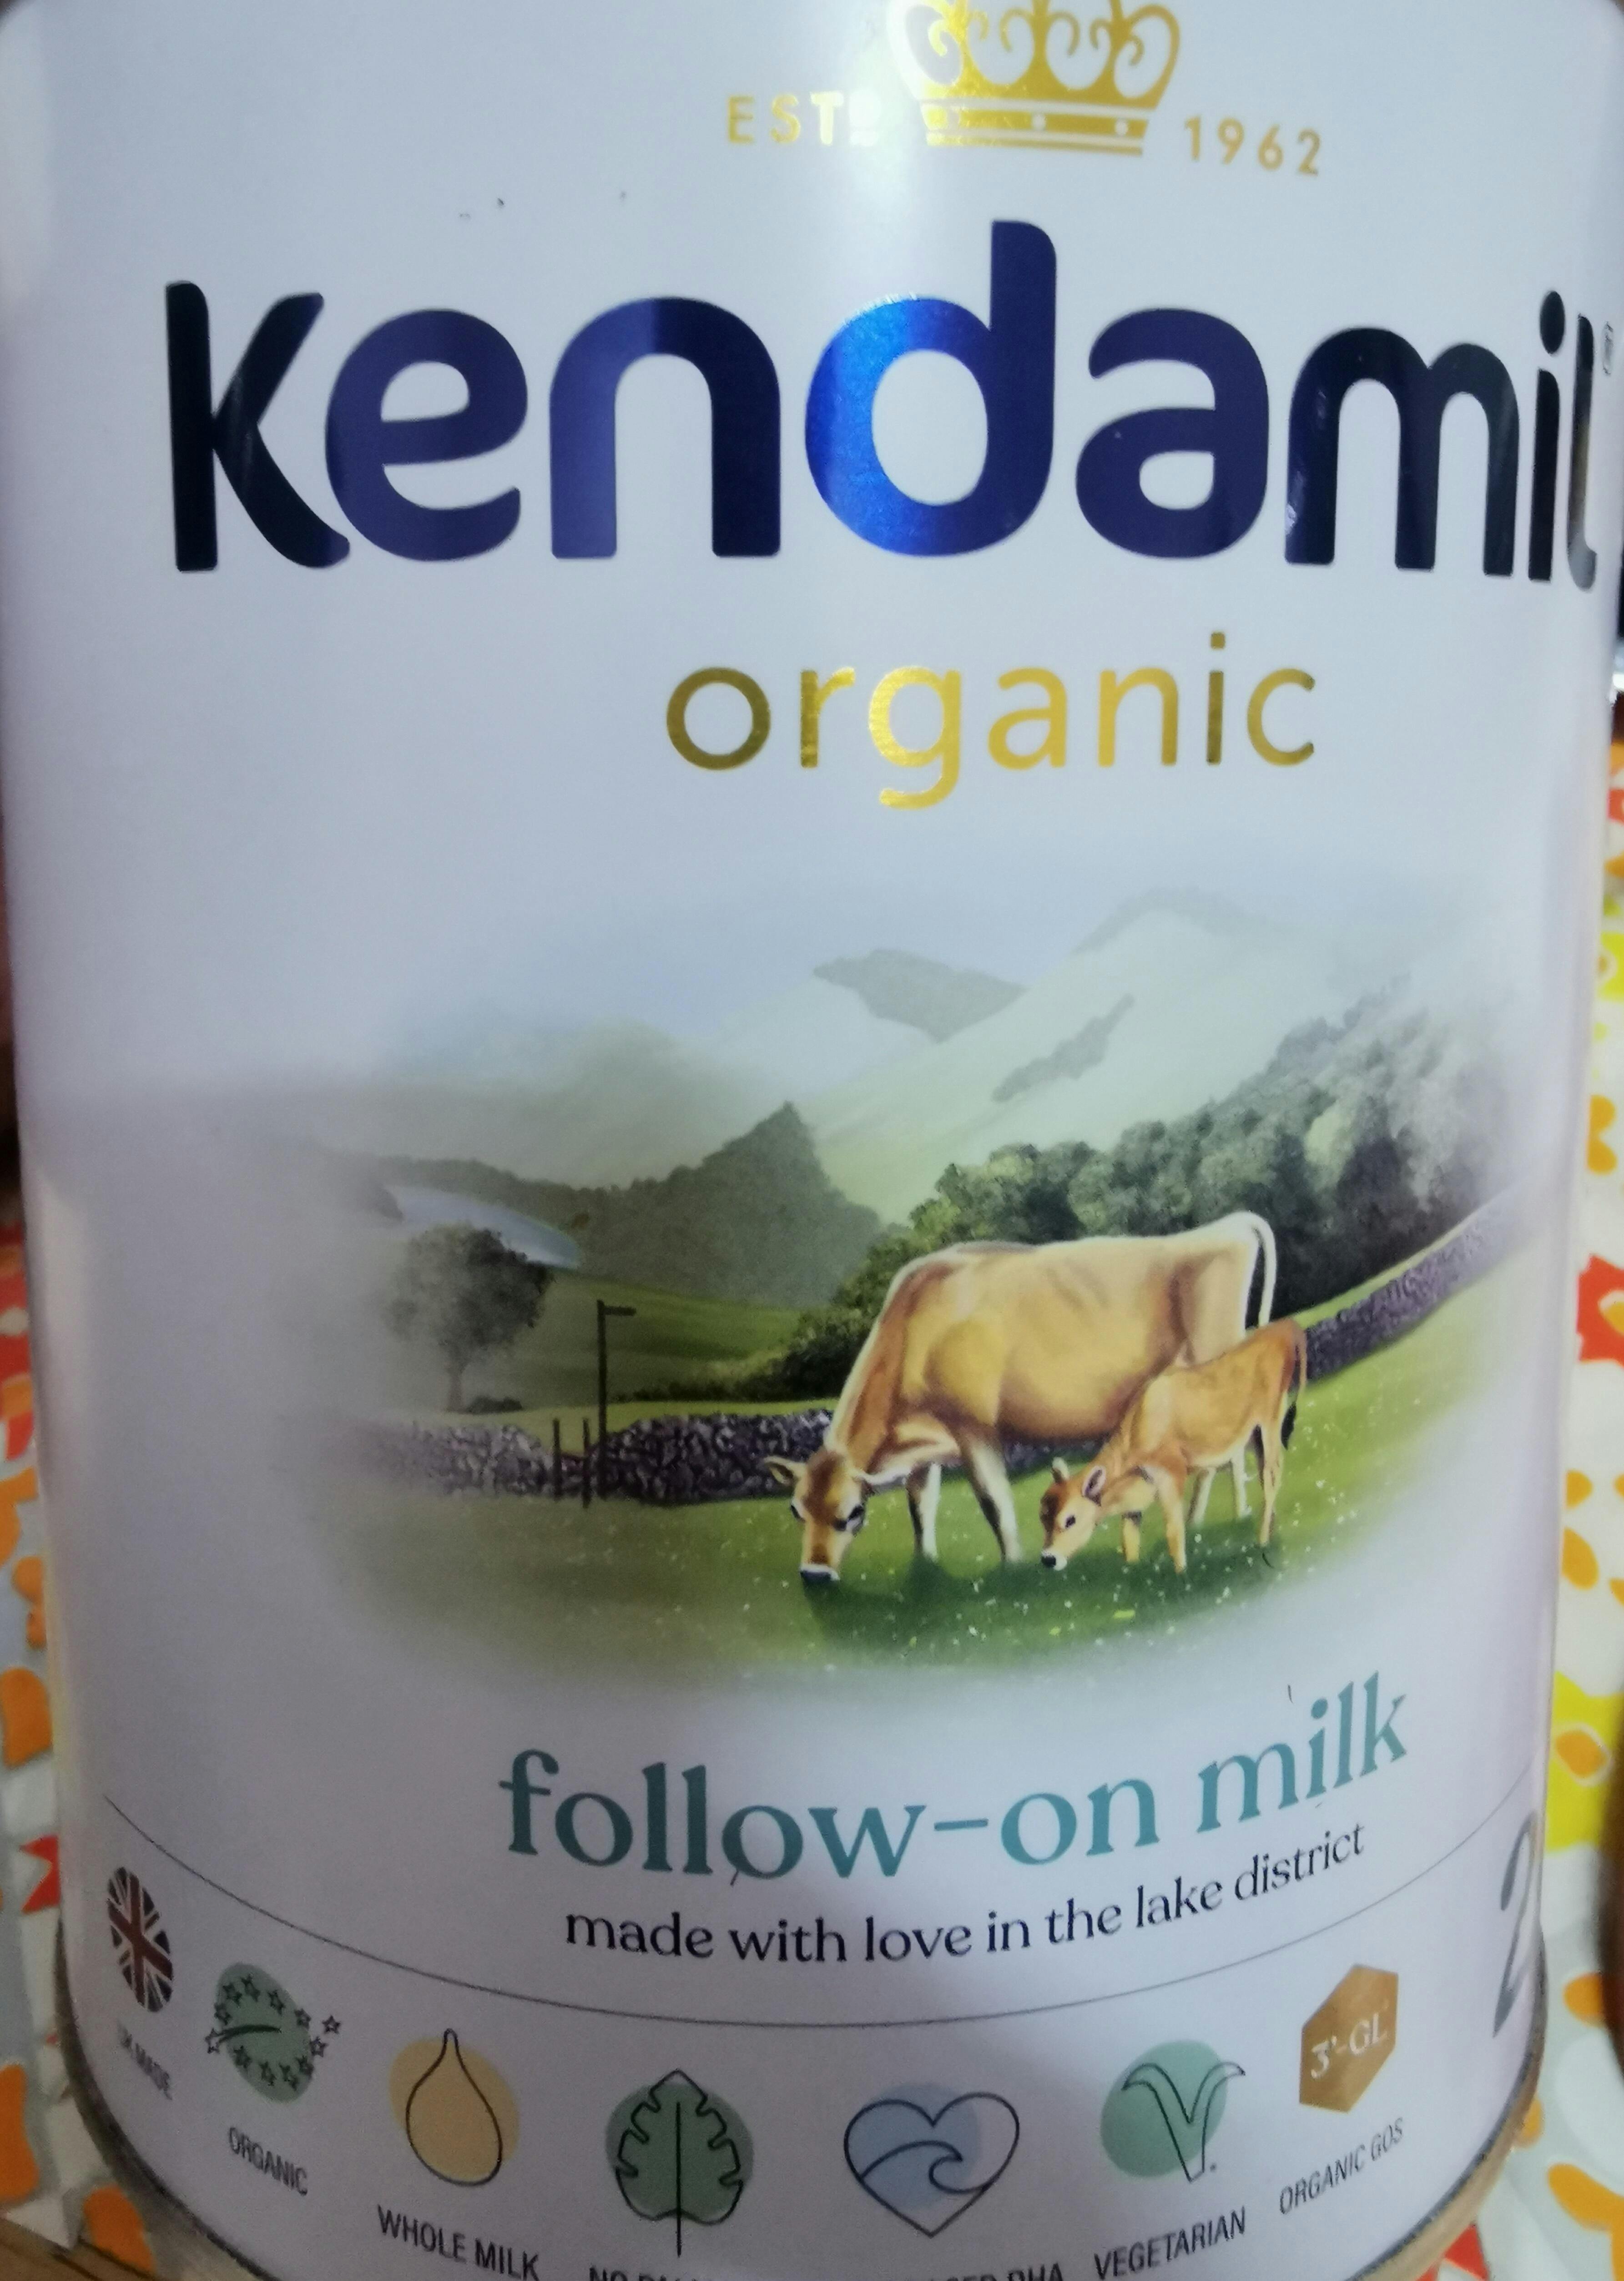 ESTD 1962
kendamil
organic
follow-on milk
made with love in the lake district
2
UK MADE
ORGANIC
WHOLE MILK
VEGETARIAN
3'-GL
ORGANIC GOS
DHA